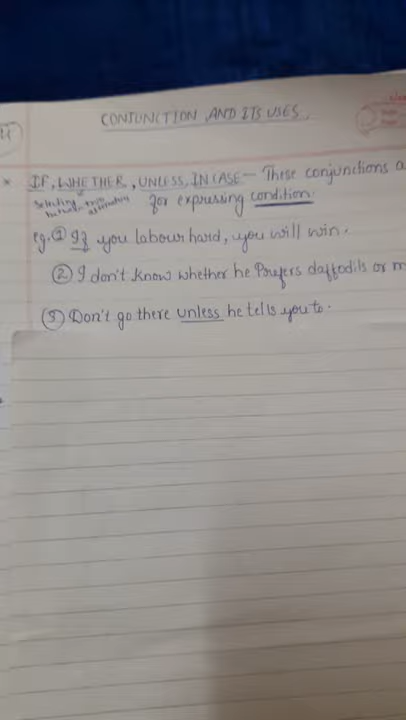 CONJUNCTION AND ITS USES.
* IF, WHETHER, UNLESS, IN CASE - These conjunctions a
for expressing condition.
eg. ① If you labour hard, you will win.
② I don't know whether he Prefers daffodils or m
③ Don't go there unless he tells you to.